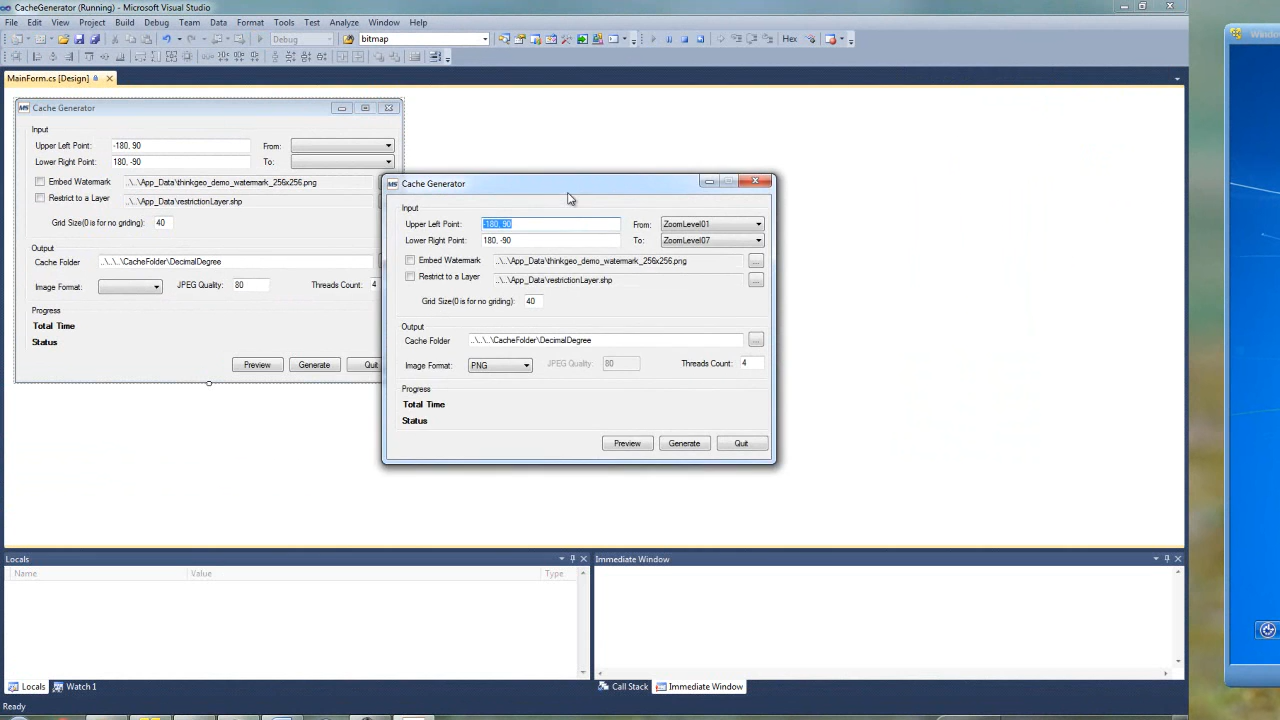 CacheGenerator (Running) - Microsoft Visual Studio
File Edit View Project Build Debug Team Data Format Tools Test Analyze Window Help
Debug bitmap Hex
MainForm.cs [Design]
Cache Generator
Input
Upper Left Point: -180, 90 From:
Lower Right Point: 180, -90 To:
Embed Watermark ..\..\App_Data\thinkgeo_demo_watermark_256x256.png
Restrict to a Layer ..\..\App_Data\restrictionLayer.shp
Grid Size(0 is for no griding): 40
Output
Cache Folder ..\..\..\CacheFolder\DecimalDegree
Image Format: JPEG Quality: 80 Threads Count: 4
Progress
Total Time
Status
Preview Generate Quit
MS Cache Generator
Input
Upper Left Point: -180, 90 From: ZoomLevel01
Lower Right Point: 180, -90 To: ZoomLevel07
Embed Watermark ..\..\App_Data\thinkgeo_demo_watermark_256x256.png ...
Restrict to a Layer ..\..\App_Data\restrictionLayer.shp ...
Grid Size(0 is for no griding): 40
Output
Cache Folder ..\..\..\CacheFolder\DecimalDegree ...
Image Format: PNG JPEG Quality: 80 Threads Count: 4
Progress
Total Time
Status
Preview Generate Quit
Locals
Name Value Type
Locals Watch 1
Immediate Window
Call Stack Immediate Window
Ready
Windo